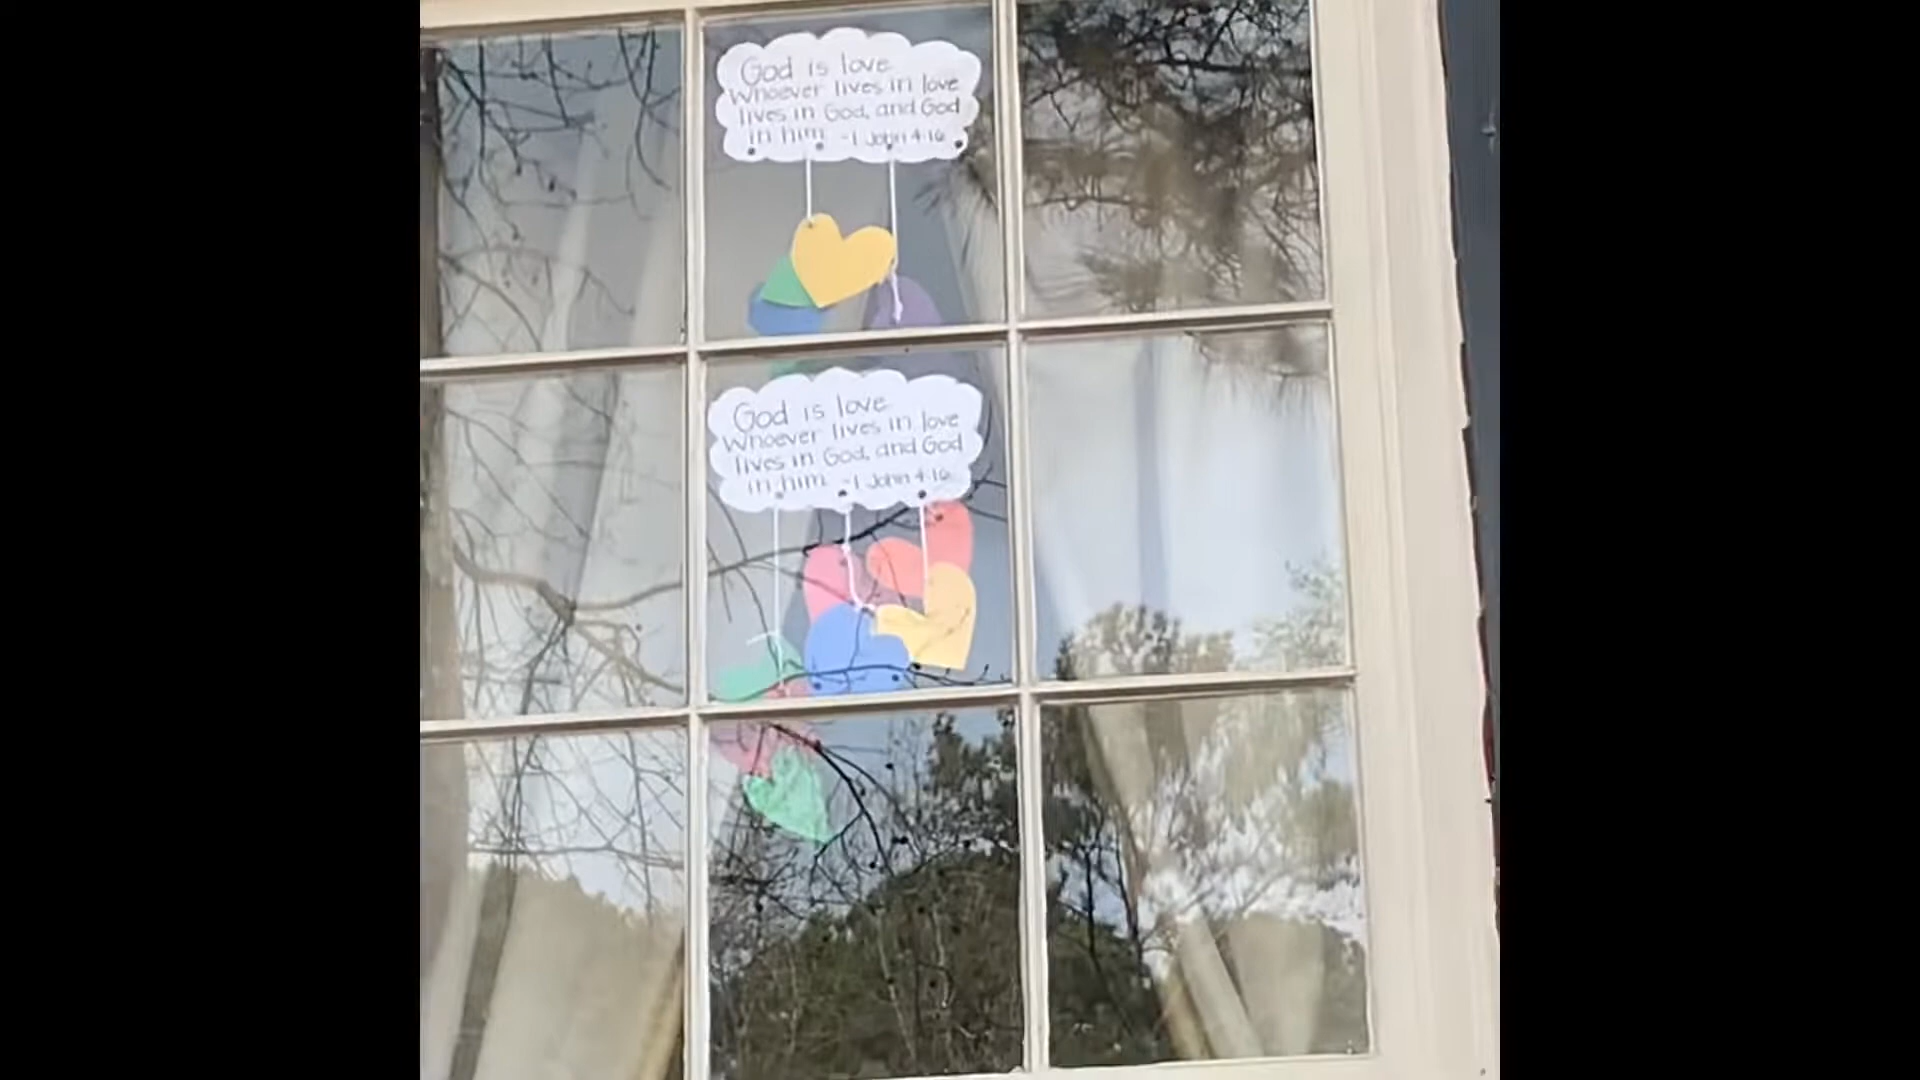 God is love
Whoever lives in love
lives in God, and God
in him -1 John 4:16
God is love
Whoever lives in love
lives in God, and God
in him -1 John 4:16